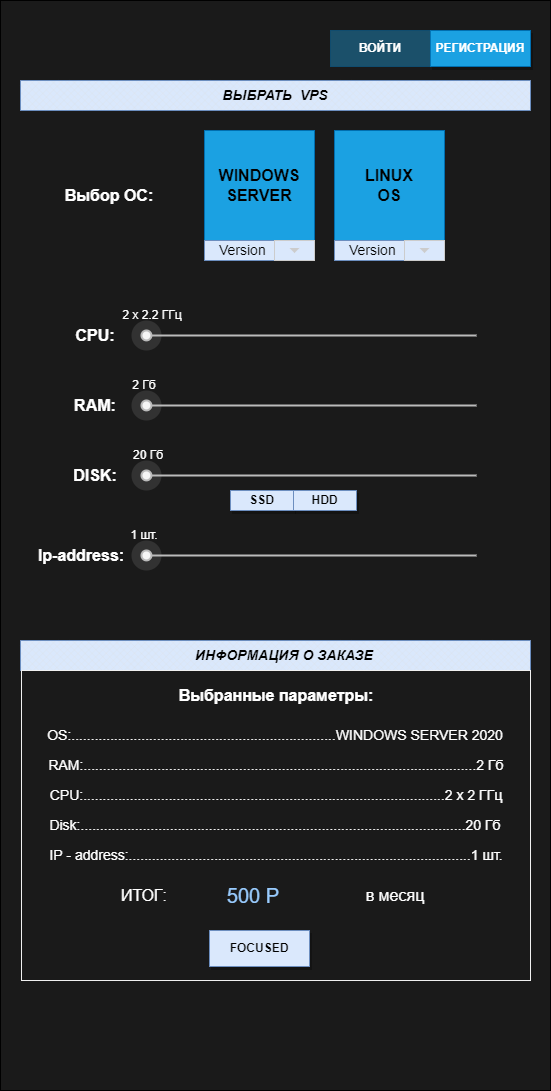 ВОЙТИ
РЕГИСТРАЦИЯ
ВЫБРАТЬ VPS
Выбор ОС:
WINDOWS
SERVER
Version
LINUX
OS
Version
2 x 2.2 ГГц
CPU:
2 Гб
RAM:
20 Гб
DISK:
SSD
HDD
1 шт.
Ip-address:
ИНФОРМАЦИЯ О ЗАКАЗЕ
Выбранные параметры:
OS:..................................................................WINDOWS SERVER 2020
RAM:..................................................................................................2 Гб
CPU:..........................................................................................2 x 2 ГГц
Disk:................................................................................................20 Гб
IP - address:.....................................................................................1 шт.
ИТОГ: 500 Р в месяц
FOCUSED